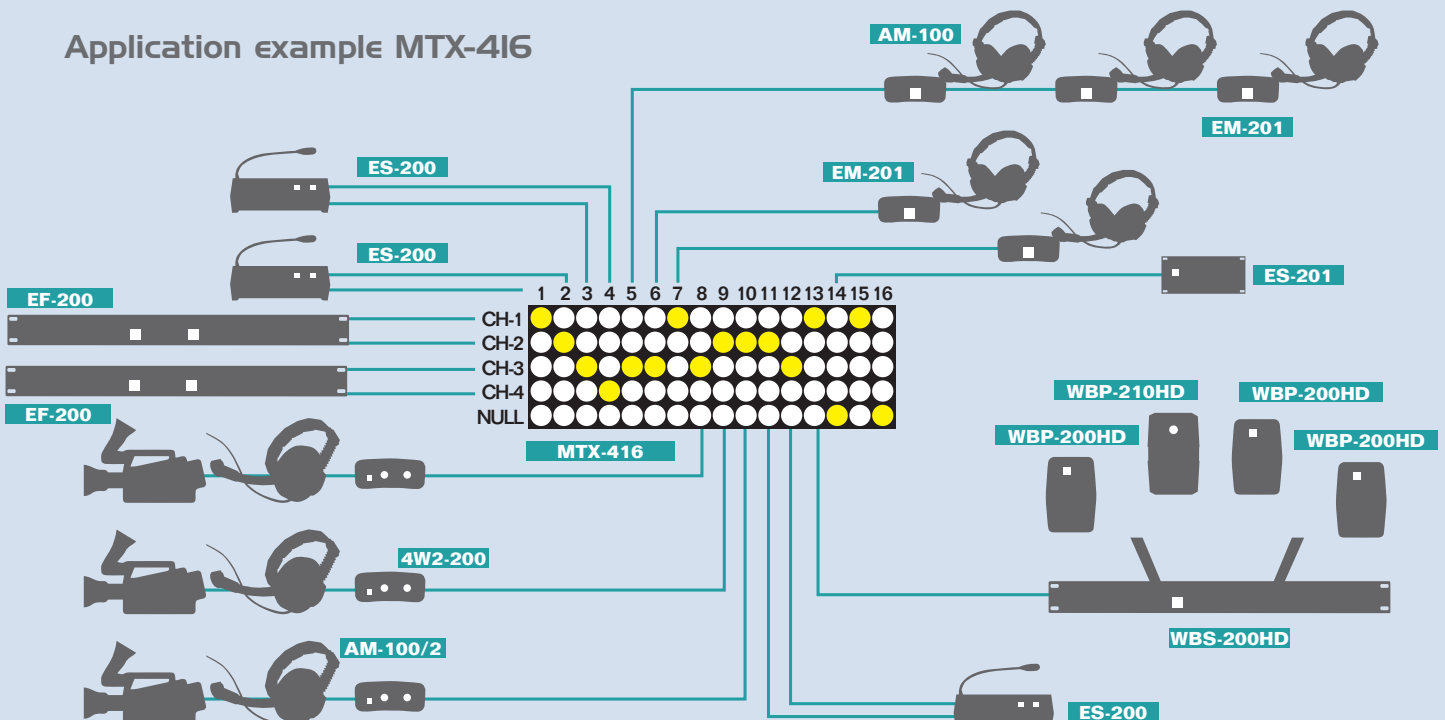 Application example MTX-416
AM-100
EM-201
ES-200
EM-201
ES-200
ES-201
EF-200
1 2 3 4 5 6 7 8 9 10 11 12 13 14 15 16
CH-1
CH-2
CH-3
CH-4
NULL
EF-200
MTX-416
WBP-210HD
WBP-200HD
WBP-200HD
WBP-200HD
4W2-200
WBS-200HD
AM-100/2
ES-200